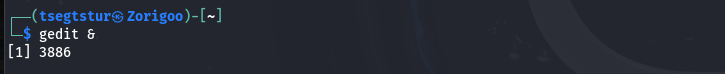 ┌──(tsegtstur㉿Zorigoo)-[~]
└─$ gedit &
[1] 3886